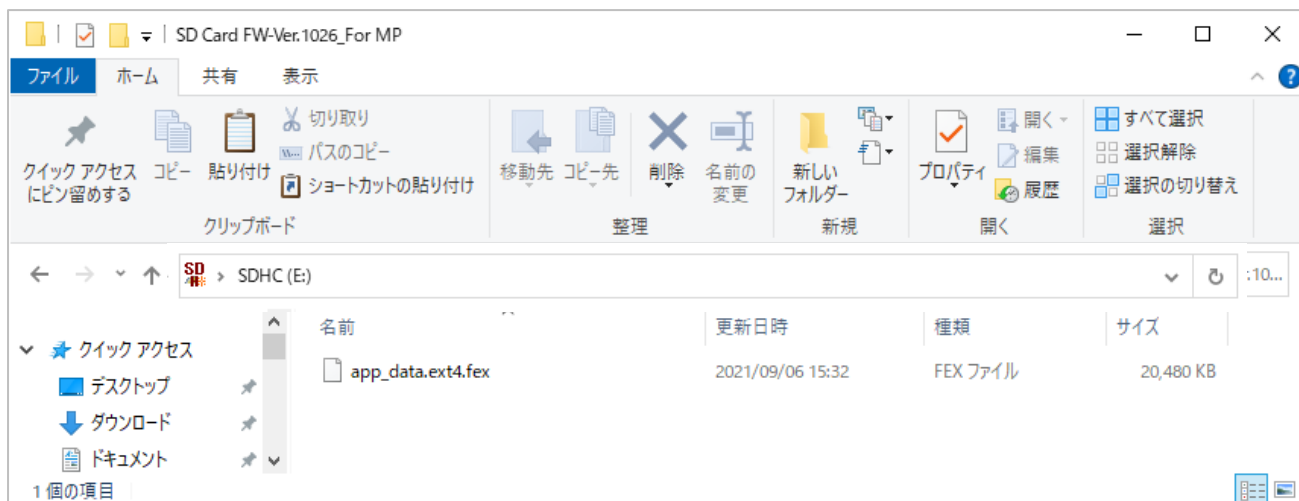 SD Card FW-Ver.1026_For MP
ファイル ホーム 共有 表示
クイック アクセス
にピン留めする
コピー
貼り付け
切り取り
パスのコピー
ショートカットの貼り付け
クリップボード
移動先
コピー先
削除
名前の
変更
整理
新しい
フォルダー
新規
プロパティ
開く
編集
履歴
開く
すべて選択
選択解除
選択の切り替え
選択
SDHC (E:)
:10...
名前 更新日時 種類 サイズ
app_data.ext4.fex 2021/09/06 15:32 FEX ファイル 20,480 KB
クイック アクセス
デスクトップ
ダウンロード
ドキュメント
1 個の項目